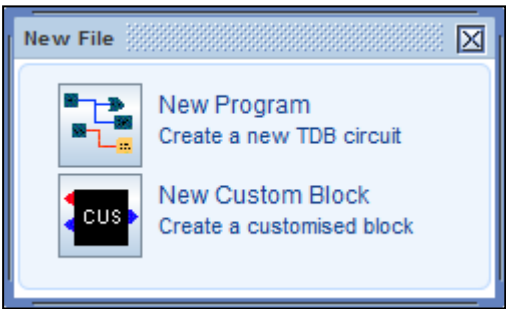 New File
New Program
Create a new TDB circuit
CUS
New Custom Block
Create a customised block